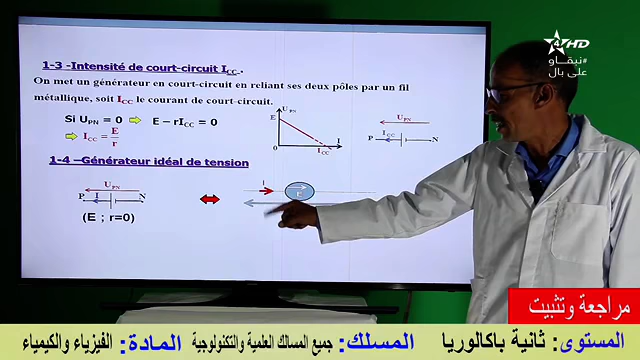 HD
#نبقاو
على بال
1-3 -Intensité de court-circuit ICC.
On met un générateur en court-circuit en reliant ses deux pôles par un fil
métallique, soit ICC le courant de court-circuit.
Si UPN = 0 ⇒ E – rICC = 0
⇒ ICC = E/r
E UPN I 0 ICC
UPN
P I N
1-4 –Générateur idéal de tension
UPN
P I N
(E ; r=0)
I E
مراجعة وتثبيت
المستوى: ثانية باكالوريا المسلك: جميع المسالك العلمية والتكنولوجية المادة: الفيزياء والكيمياء